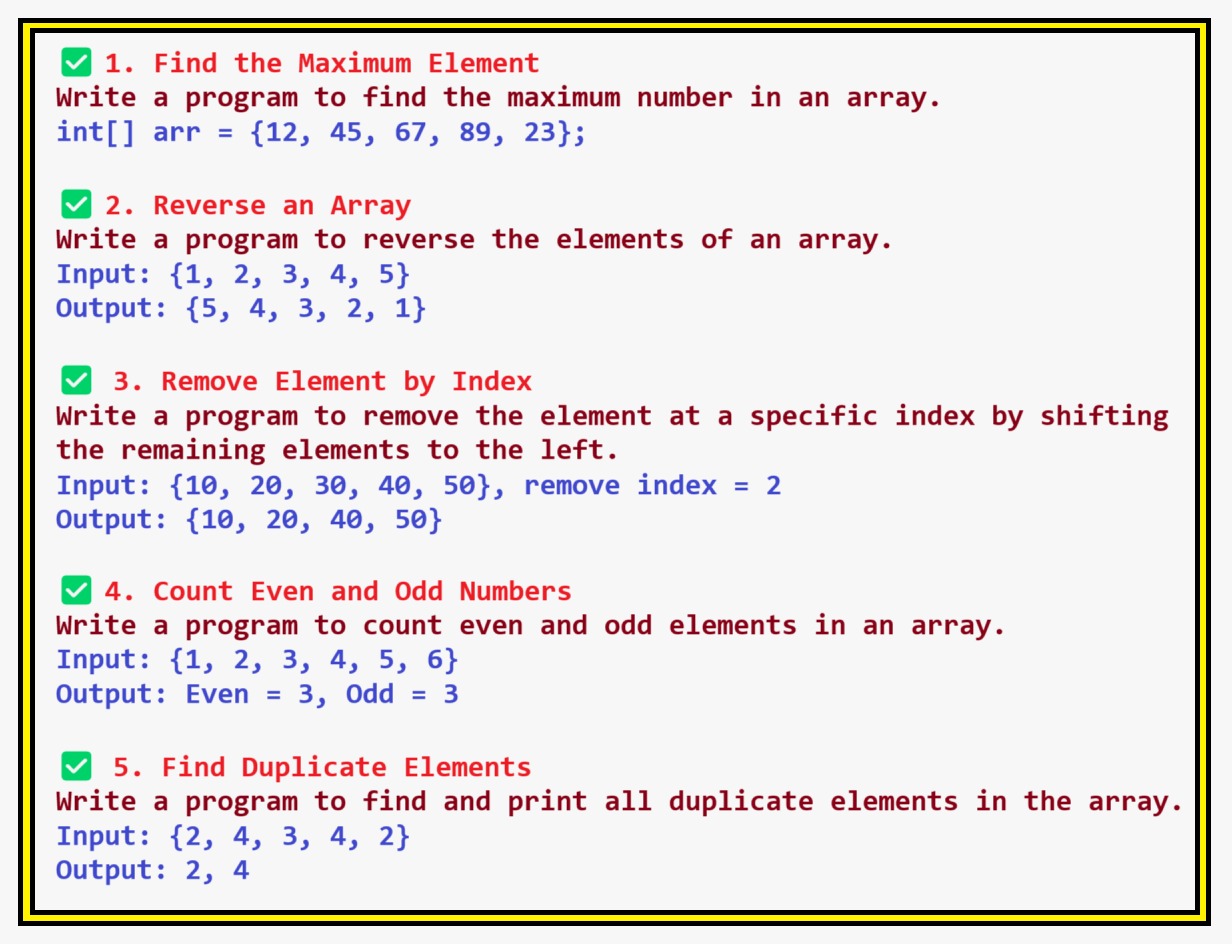 ✅ 1. Find the Maximum Element
Write a program to find the maximum number in an array.
int[] arr = {12, 45, 67, 89, 23};
✅ 2. Reverse an Array
Write a program to reverse the elements of an array.
Input: {1, 2, 3, 4, 5}
Output: {5, 4, 3, 2, 1}
✅ 3. Remove Element by Index
Write a program to remove the element at a specific index by shifting
the remaining elements to the left.
Input: {10, 20, 30, 40, 50}, remove index = 2
Output: {10, 20, 40, 50}
✅ 4. Count Even and Odd Numbers
Write a program to count even and odd elements in an array.
Input: {1, 2, 3, 4, 5, 6}
Output: Even = 3, Odd = 3
✅ 5. Find Duplicate Elements
Write a program to find and print all duplicate elements in the array.
Input: {2, 4, 3, 4, 2}
Output: 2, 4